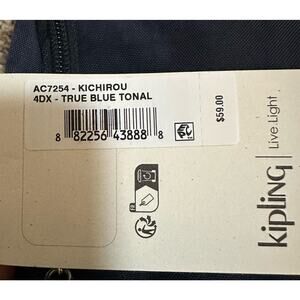 AC7254 - KICHIROU
4DX - TRUE BLUE TONAL
8 82256 43888 8
$59.00
kipling
Live.Light